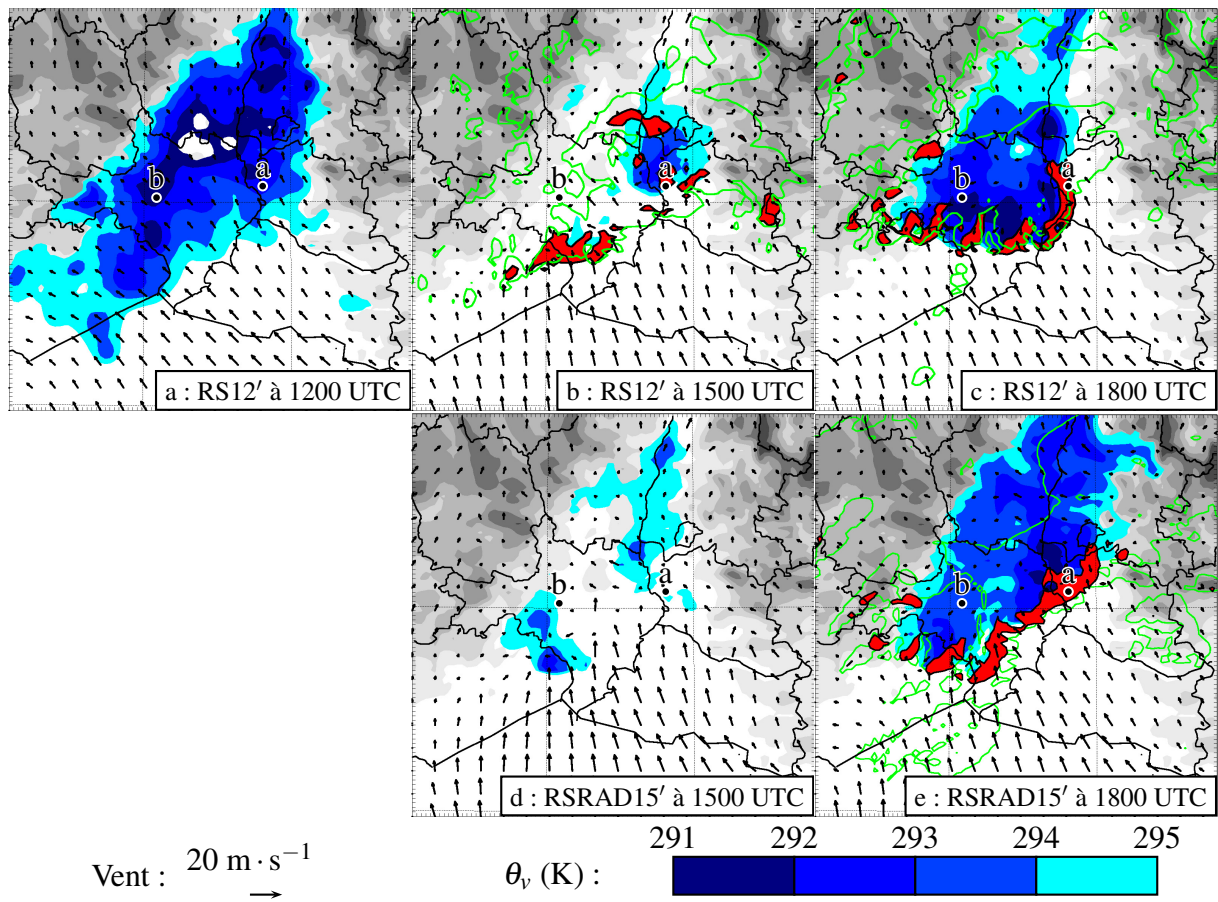 b
a
a : RS12′ à 1200 UTC
b
a
b : RS12′ à 1500 UTC
b
a
c : RS12′ à 1800 UTC
b
a
d : RSRAD15′ à 1500 UTC
b
a
e : RSRAD15′ à 1800 UTC
Vent : 20 m · s⁻¹
θᵥ (K) :
291 292 293 294 295